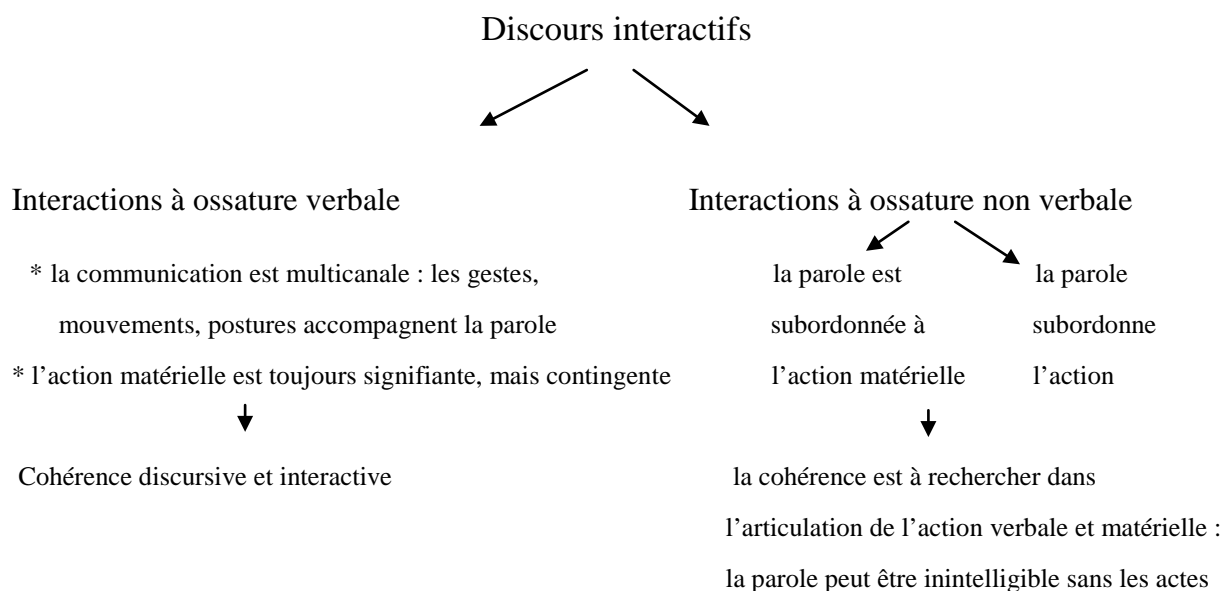 Discours interactifs
Interactions à ossature verbale
* la communication est multicanale : les gestes,
mouvements, postures accompagnent la parole
* l’action matérielle est toujours signifiante, mais contingente
Cohérence discursive et interactive
Interactions à ossature non verbale
la parole est
subordonnée à
l’action matérielle
la parole
subordonne
l’action
la cohérence est à rechercher dans
l’articulation de l’action verbale et matérielle :
la parole peut être inintelligible sans les actes